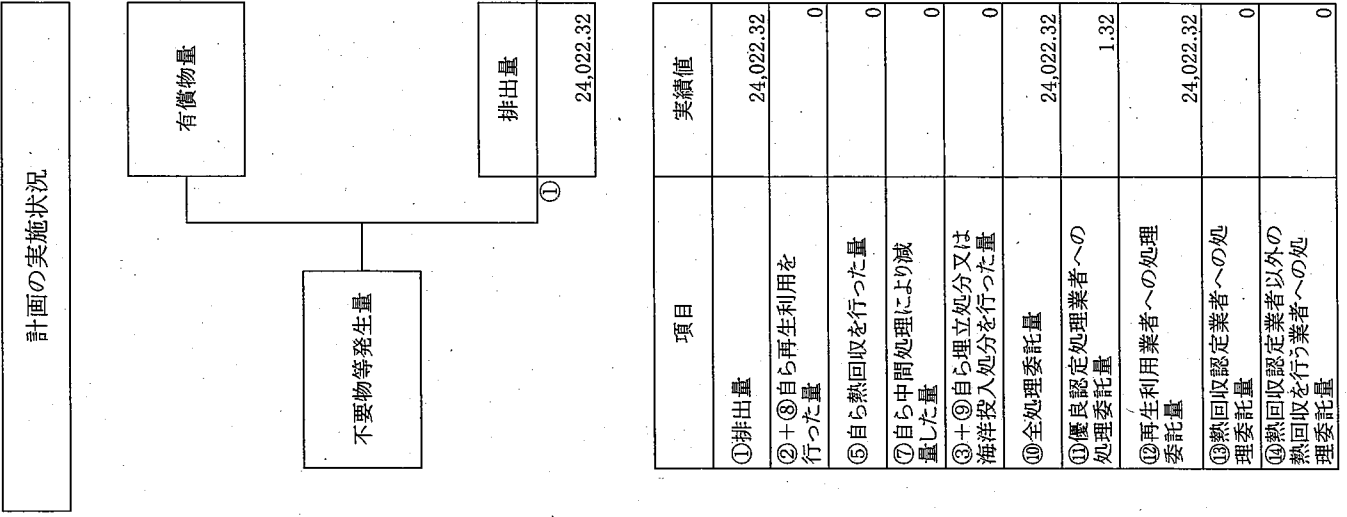 計画の実施状況
有償物量
不要物等発生量
排出量
①
24,022.32
項目
実績値
①排出量
24,022.32
②+⑧自ら再生利用を
行った量
0
⑤自ら熱回収を行った量
0
⑦自ら中間処理により減
量した量
0
③+⑨自ら埋立処分又は
海洋投入処分を行った量
0
⑩全処理委託量
24,022.32
⑪優良認定処理業者への
処理委託量
1.32
⑫再生利用業者への処理
委託量
24,022.32
⑬熱回収認定業者への処
理委託量
0
⑭熱回収認定業者以外の
熱回収を行う業者への処
理委託量
0